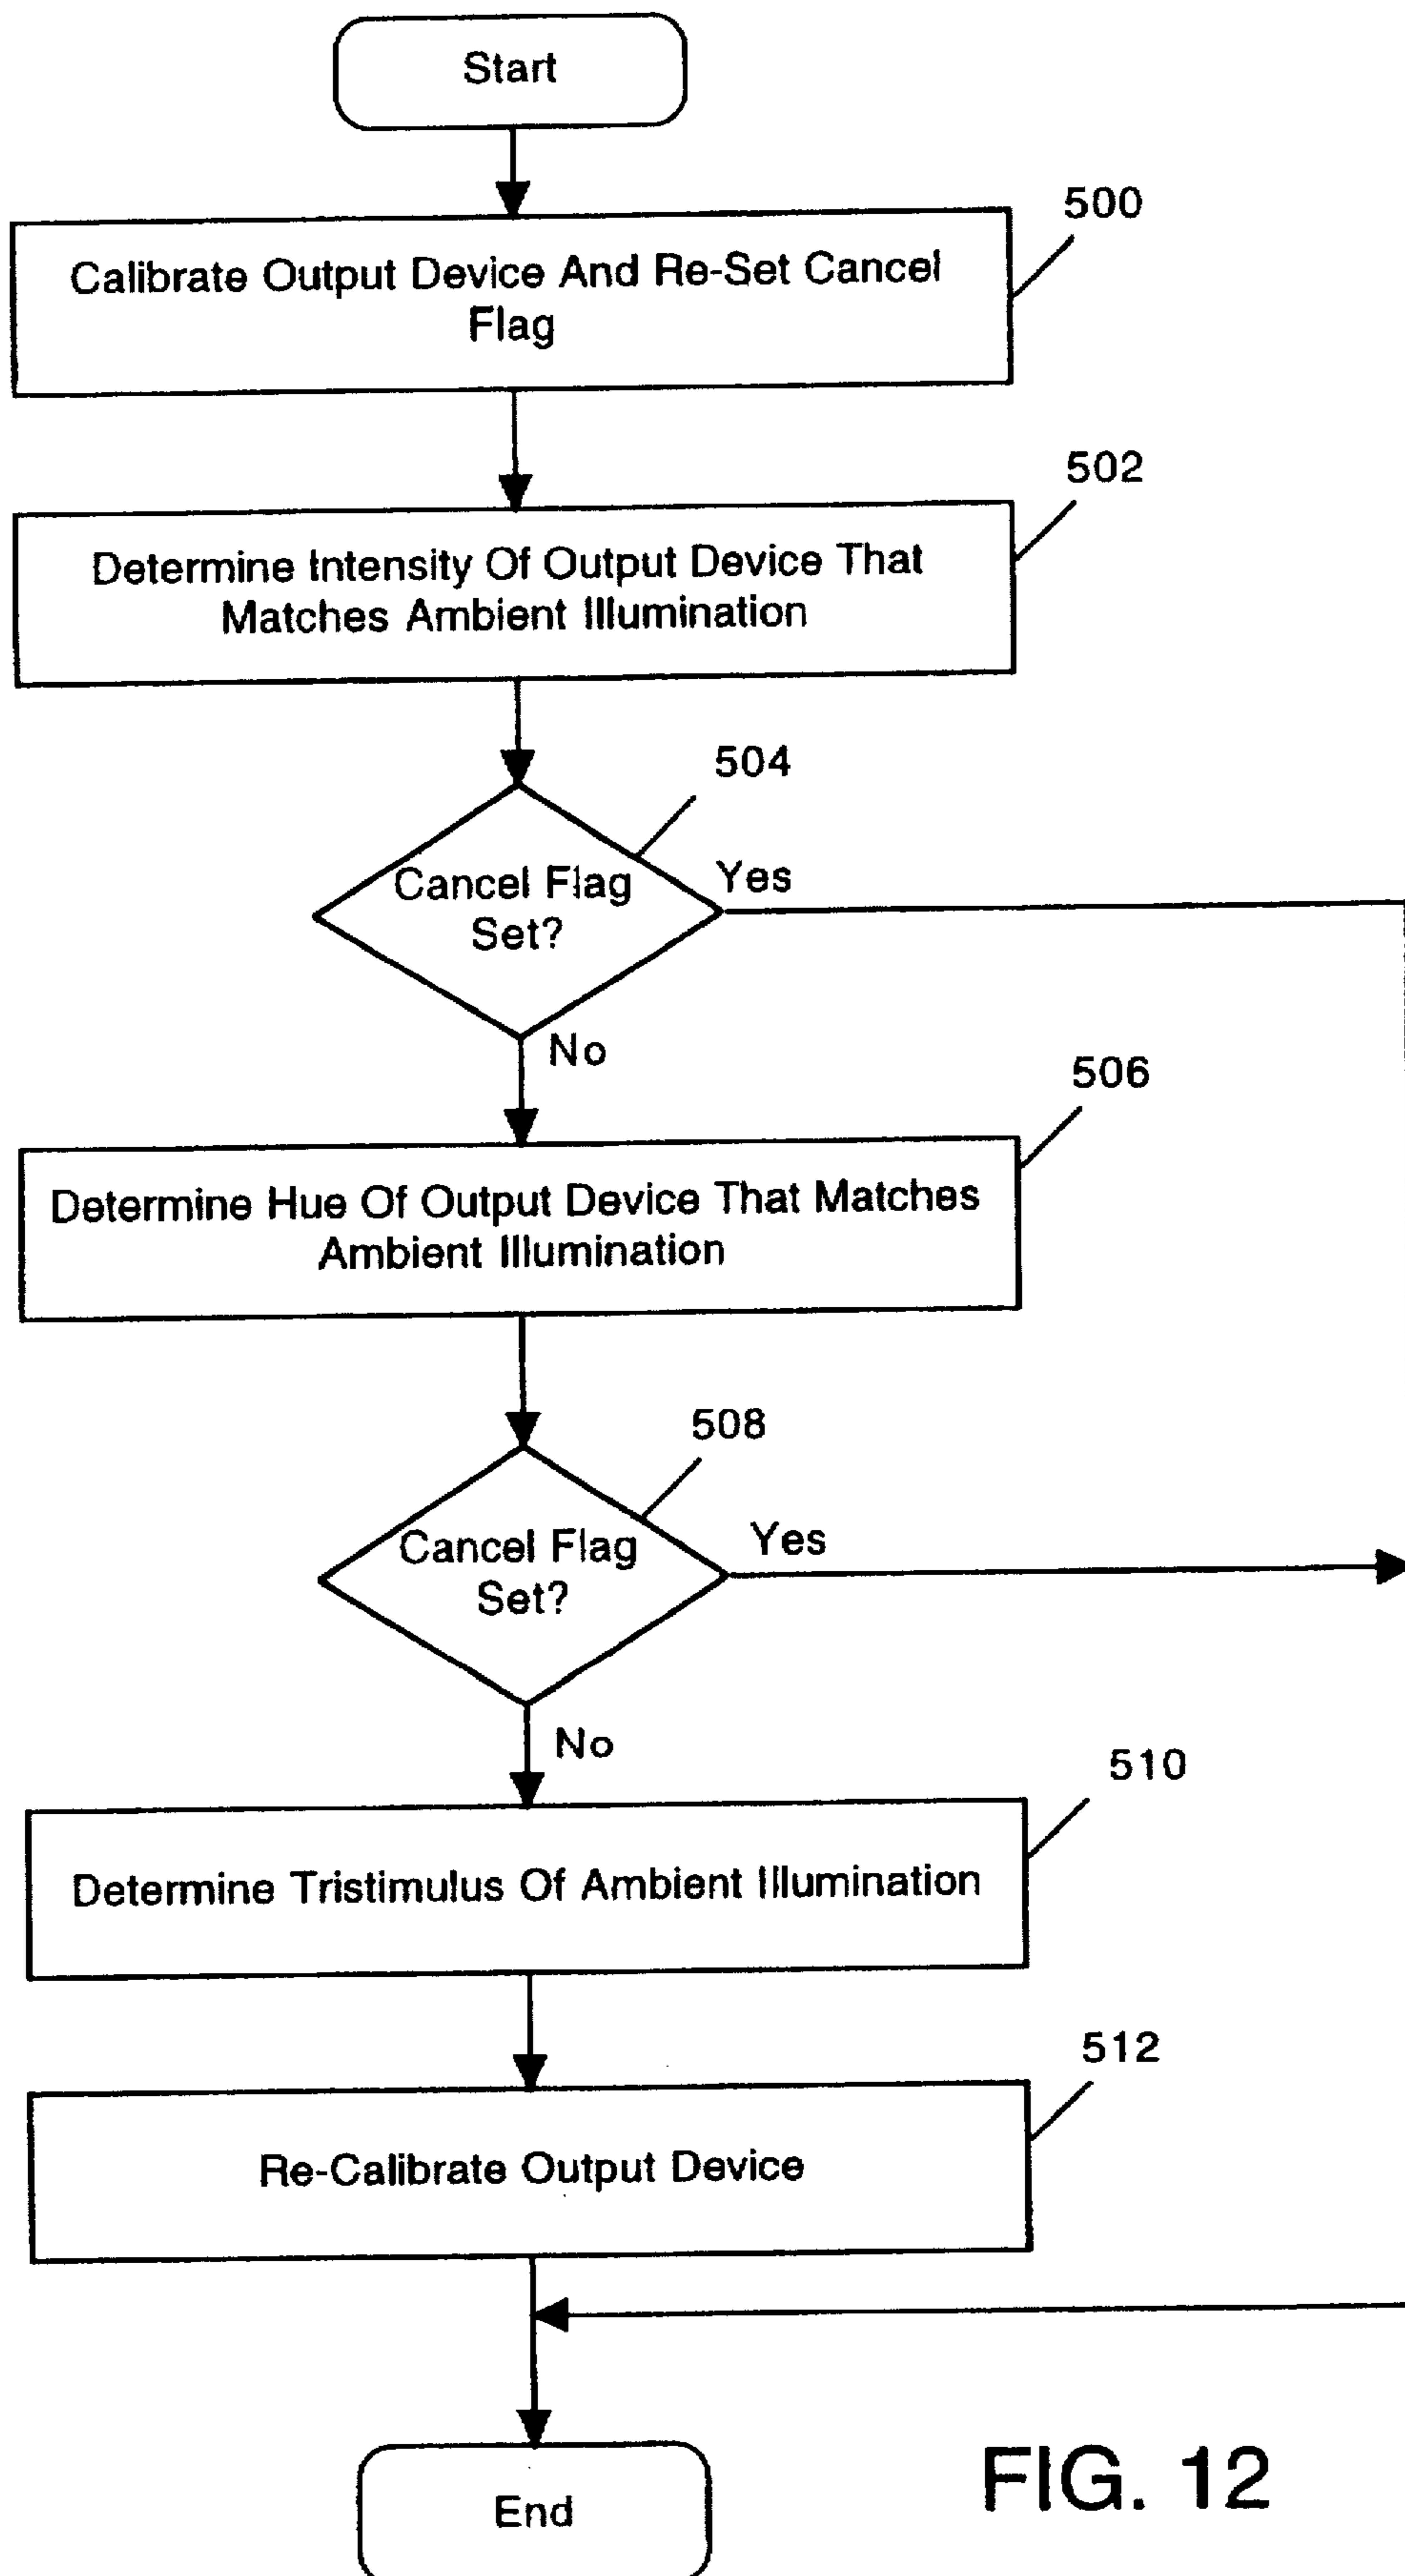 Start
500
Calibrate Output Device And Re-Set Cancel
Flag
502
Determine Intensity Of Output Device That
Matches Ambient Illumination
504
Cancel Flag
Set?
Yes
No
506
Determine Hue Of Output Device That Matches
Ambient Illumination
508
Cancel Flag
Set?
Yes
No
510
Determine Tristimulus Of Ambient Illumination
512
Re-Calibrate Output Device
End
FIG. 12